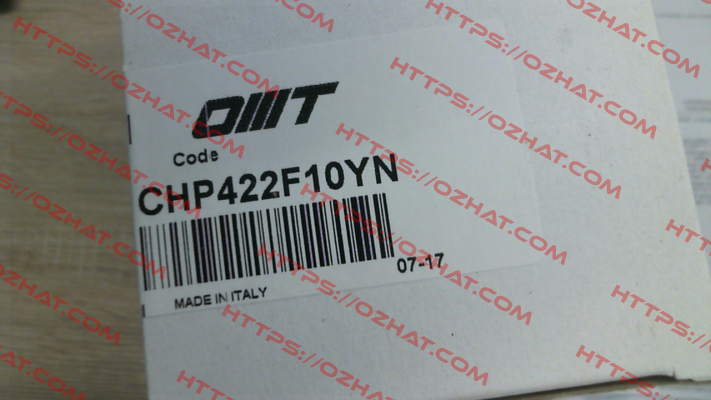 OMT
Code
CHP422F10YN
07-17
MADE IN ITALY
HTTPS://OZHAT.COM